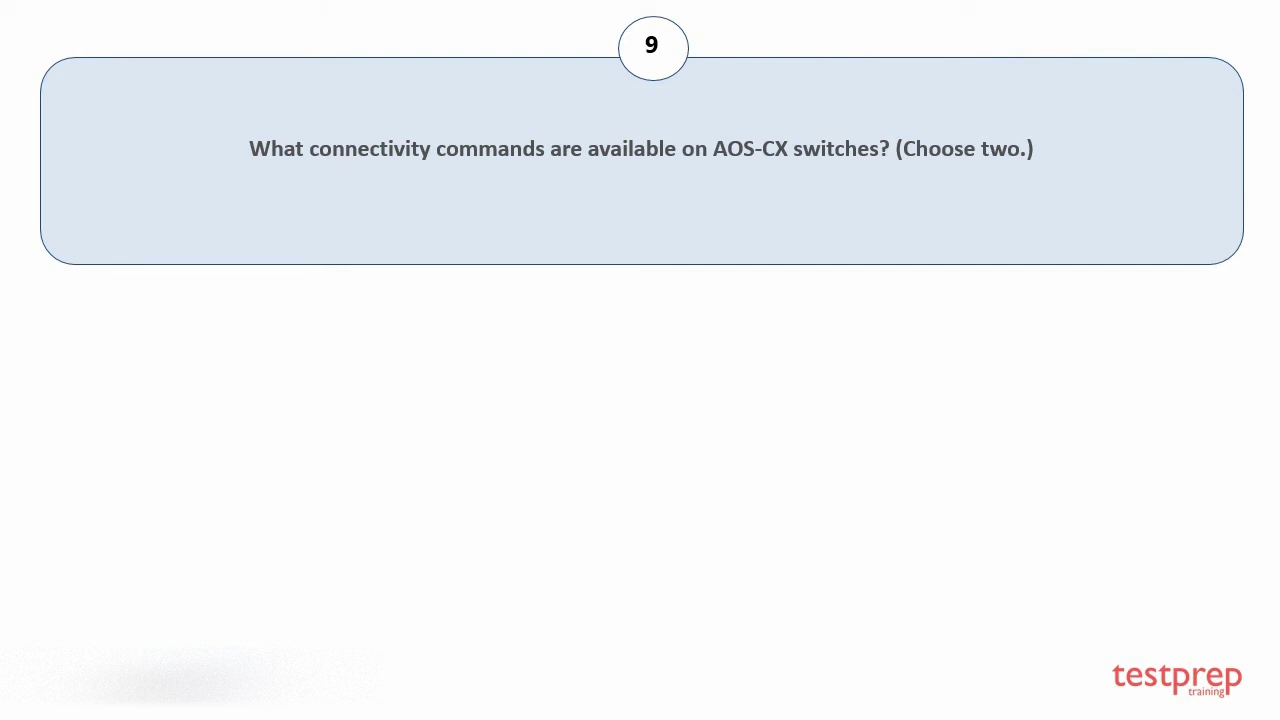 9
What connectivity commands are available on AOS-CX switches? (Choose two.)
testprep
training